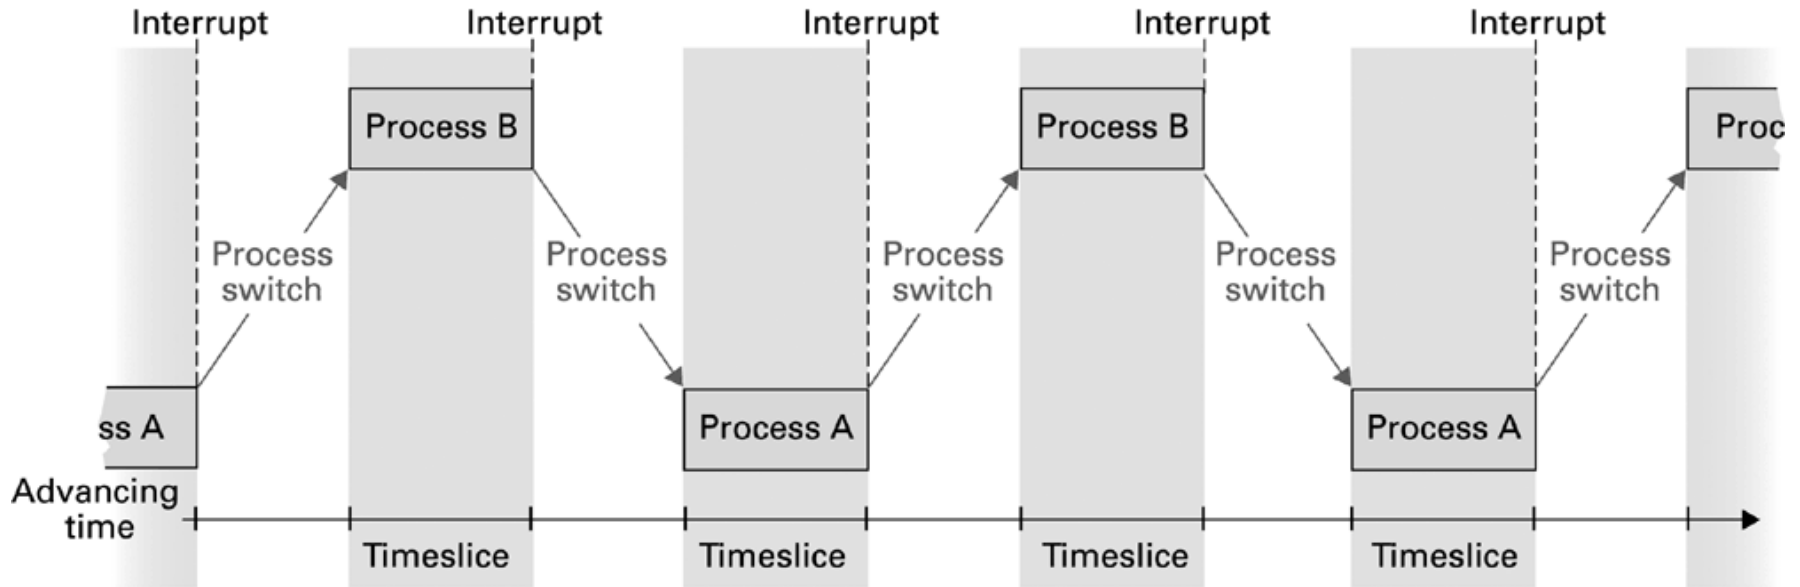 Interrupt Interrupt Interrupt Interrupt Interrupt
Process B Process B Proc
Process Process Process Process Process
switch switch switch switch switch
ss A Process A Process A
Advancing
time
Timeslice Timeslice Timeslice Timeslice